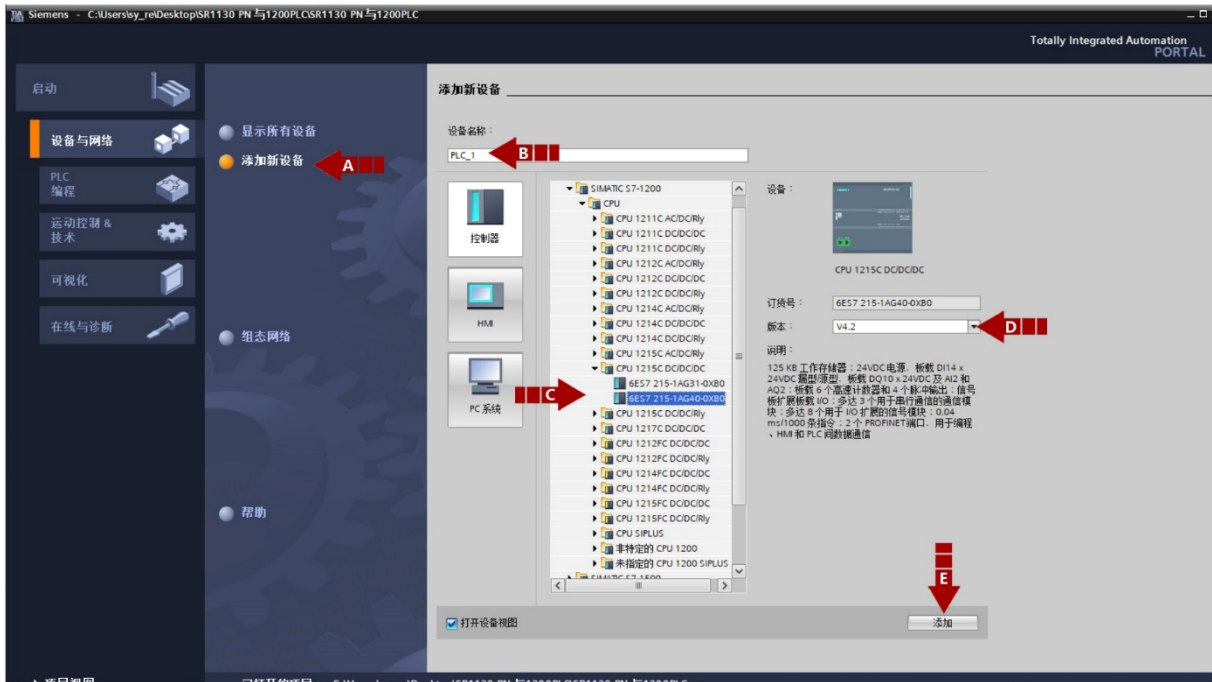 Siemens - C:\Users\sy_re\Desktop\SR1130 PN 与1200PLC\SR1130 PN 与1200PLC
Totally Integrated Automation
PORTAL
启动
设备与网络
PLC
编程
运动控制 &
技术
可视化
在线与诊断
显示所有设备
添加新设备
A
组态网络
帮助
添加新设备
设备名称：
PLC_1
B
控制器
HMI
PC 系统
SIMATIC S7-1200
CPU
CPU 1211C AC/DC/Rly
CPU 1211C DC/DC/DC
CPU 1211C DC/DC/Rly
CPU 1212C AC/DC/Rly
CPU 1212C DC/DC/DC
CPU 1212C DC/DC/Rly
CPU 1214C AC/DC/Rly
CPU 1214C DC/DC/DC
CPU 1214C DC/DC/Rly
CPU 1215C AC/DC/Rly
CPU 1215C DC/DC/DC
6ES7 215-1AG31-0XB0
6ES7 215-1AG40-0XB0
C
CPU 1215C DC/DC/Rly
CPU 1217C DC/DC/DC
CPU 1212FC DC/DC/DC
CPU 1212FC DC/DC/Rly
CPU 1214FC DC/DC/DC
CPU 1214FC DC/DC/Rly
CPU 1215FC DC/DC/DC
CPU 1215FC DC/DC/Rly
CPU SIPLUS
非特定的 CPU 1200
未指定的 CPU 1200 SIPLUS
SIMATIC S7-1500
设备：
CPU 1215C DC/DC/DC
订货号：
6ES7 215-1AG40-0XB0
版本：
V4.2
D
说明：
125 KB 工作存储器；24VDC 电源，板载 DI14 x
24VDC 漏型/源型，板载 DQ10 x 24VDC 及 AI2 和
AQ2；板载 6 个高速计数器和 4 个脉冲输出；信号
板扩展板载 I/O；多达 3 个用于串行通信的通信模
块；多达 8 个用于 I/O 扩展的信号模块；0.04
ms/1000 条指令；2 个 PROFINET 端口，用于编程
、HMI 和 PLC 间数据通信
E
打开设备视图
添加
项目视图
已打开的项目：